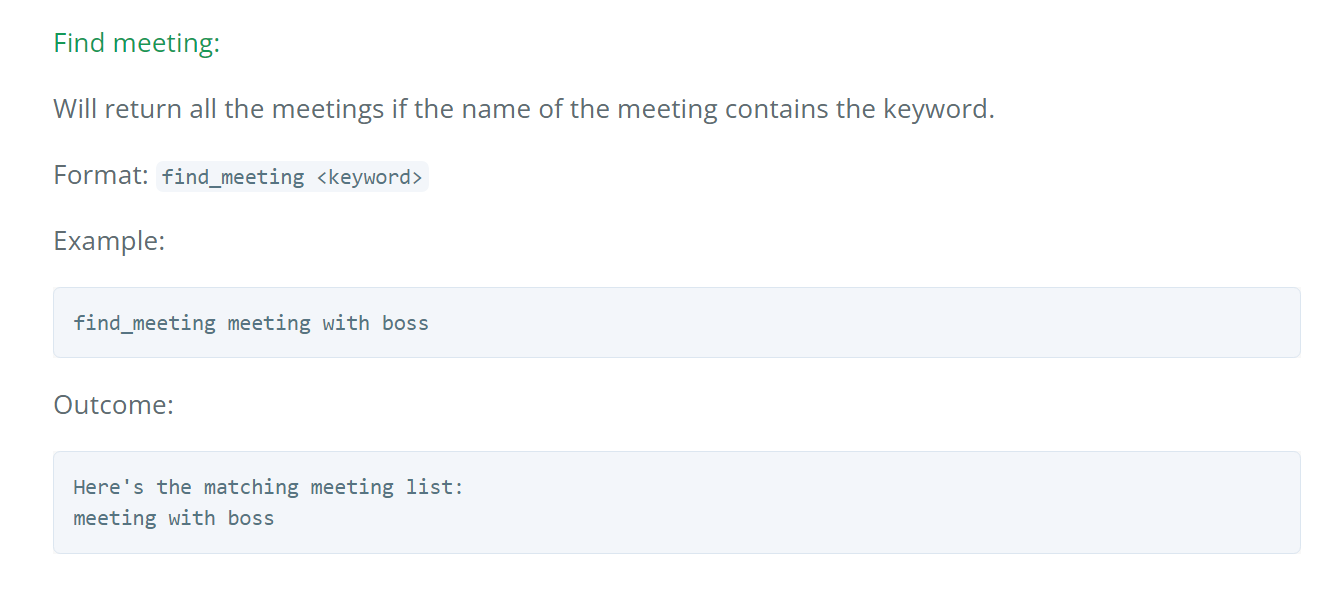 Find meeting:
Will return all the meetings if the name of the meeting contains the keyword.
Format: find_meeting <keyword>
Example:
find_meeting meeting with boss
Outcome:
Here's the matching meeting list:
meeting with boss